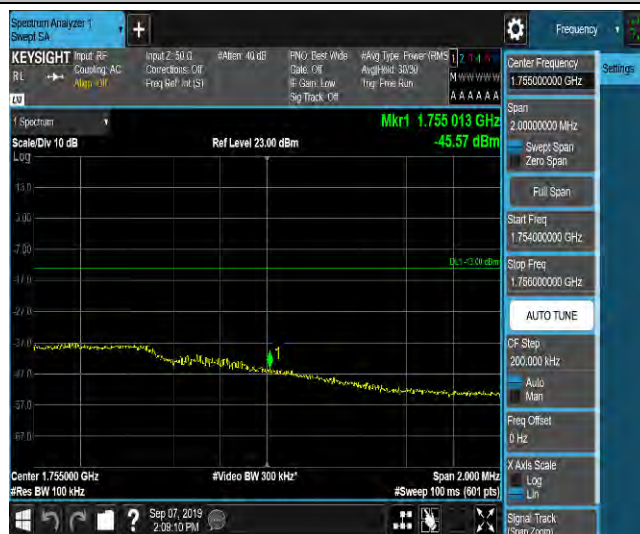 Spectrum Analyzer 1
Swept SA
+
Frequency
KEYSIGHT
RL
Input: RF
Coupling: AC
Align: Off
Input Z: 50 Ω
Corrections: Off
Freq Ref: Int (S)
#Atten: 40 dB
PNO: Best Wide
Gate: Off
IF Gain: Low
Sig Track: Off
#Avg Type: Power (RMS
Avg|Hold: 30/30
Trig: Free Run
M W W W W W
A A A A A A
Center Frequency
1.755000000 GHz
Settings
Span
2.00000000 MHz
Swept Span
Zero Span
Full Span
Start Freq
1.754000000 GHz
Stop Freq
1.756000000 GHz
AUTO TUNE
CF Step
200.000 kHz
Auto
Man
Freq Offset
0 Hz
X Axis Scale
Log
Lin
Signal Track
(Span Zoom)
1 Spectrum
Scale/Div 10 dB
Ref Level 23.00 dBm
Mkr1 1.755 013 GHz
-45.57 dBm
Log
13.0
3.00
-7.00
DL1 -13.00 dBm
-17.0
-27.0
-37.0
1
-47.0
-57.0
-67.0
Center 1.755000 GHz
#Video BW 300 kHz*
Span 2.000 MHz
#Res BW 100 kHz
#Sweep 100 ms (601 pts)
?
Sep 07, 2019
2:09:10 PM